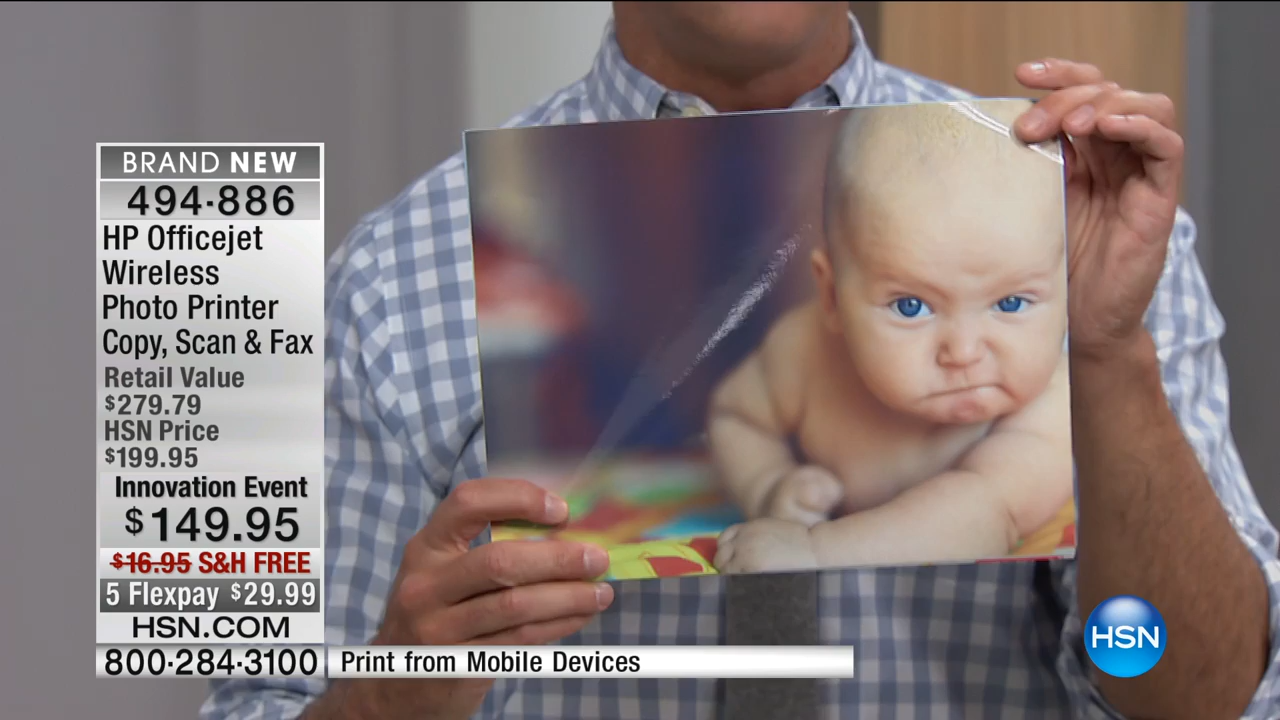 BRAND NEW
494-886
HP Officejet
Wireless
Photo Printer
Copy, Scan & Fax
Retail Value
$279.79
HSN Price
$199.95
Innovation Event
$149.95
$16.95 S&H FREE
5 Flexpay $29.99
HSN.COM
800-284-3100
Print from Mobile Devices
HSN